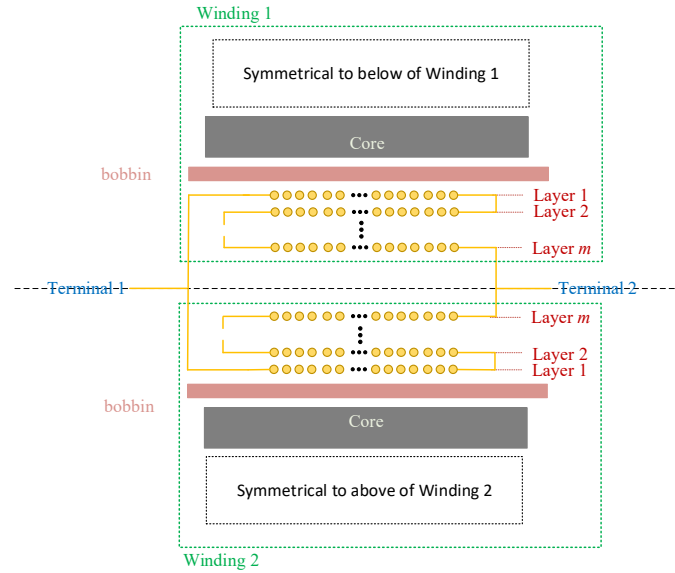 Winding 1
Symmetrical to below of Winding 1
Core
bobbin
Layer 1
Layer 2
Layer m
Terminal 1
Terminal 2
Layer m
Layer 2
Layer 1
bobbin
Core
Symmetrical to above of Winding 2
Winding 2